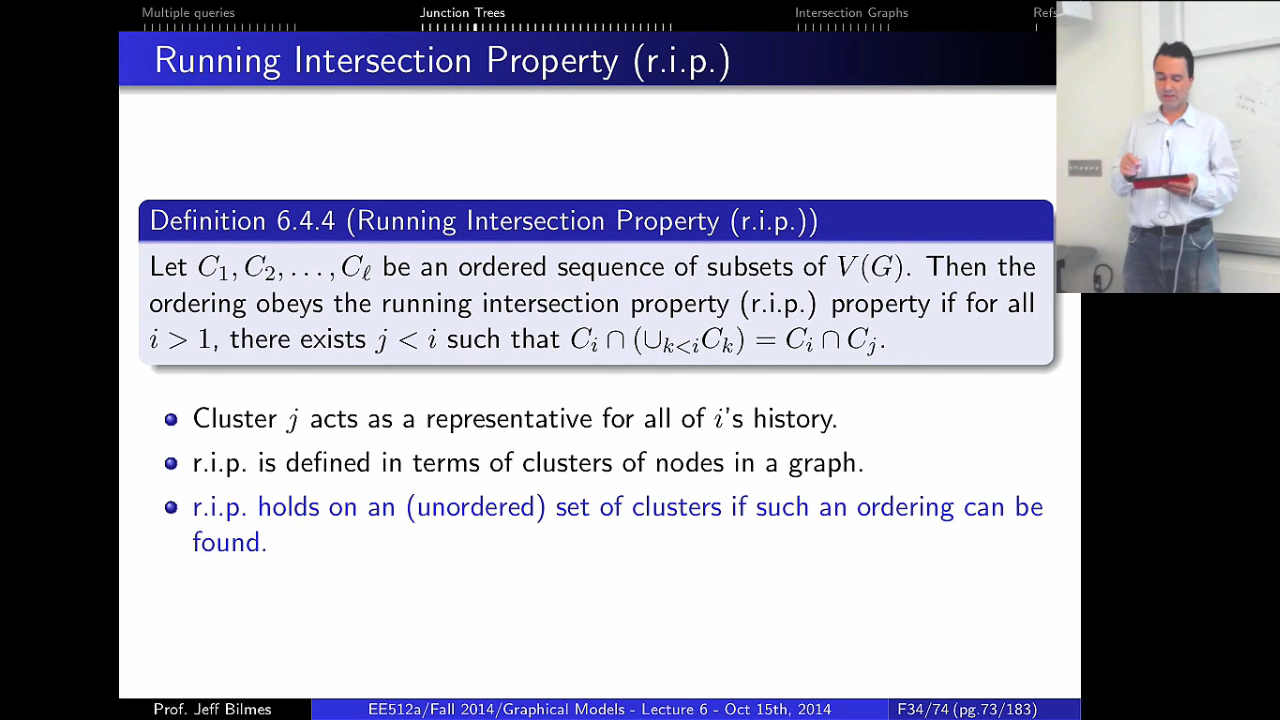 Multiple queries Junction Trees Intersection Graphs Refs
Running Intersection Property (r.i.p.)
Definition 6.4.4 (Running Intersection Property (r.i.p.))
Let C₁, C₂, . . . , Cℓ be an ordered sequence of subsets of V(G). Then the
ordering obeys the running intersection property (r.i.p.) property if for all
i > 1, there exists j < i such that Cᵢ ∩ (∪ₖ<ᵢCₖ) = Cᵢ ∩ Cⱼ.
Cluster j acts as a representative for all of i's history.
r.i.p. is defined in terms of clusters of nodes in a graph.
r.i.p. holds on an (unordered) set of clusters if such an ordering can be
found.
Prof. Jeff Bilmes EE512a/Fall 2014/Graphical Models - Lecture 6 - Oct 15th, 2014 F34/74 (pg.73/183)